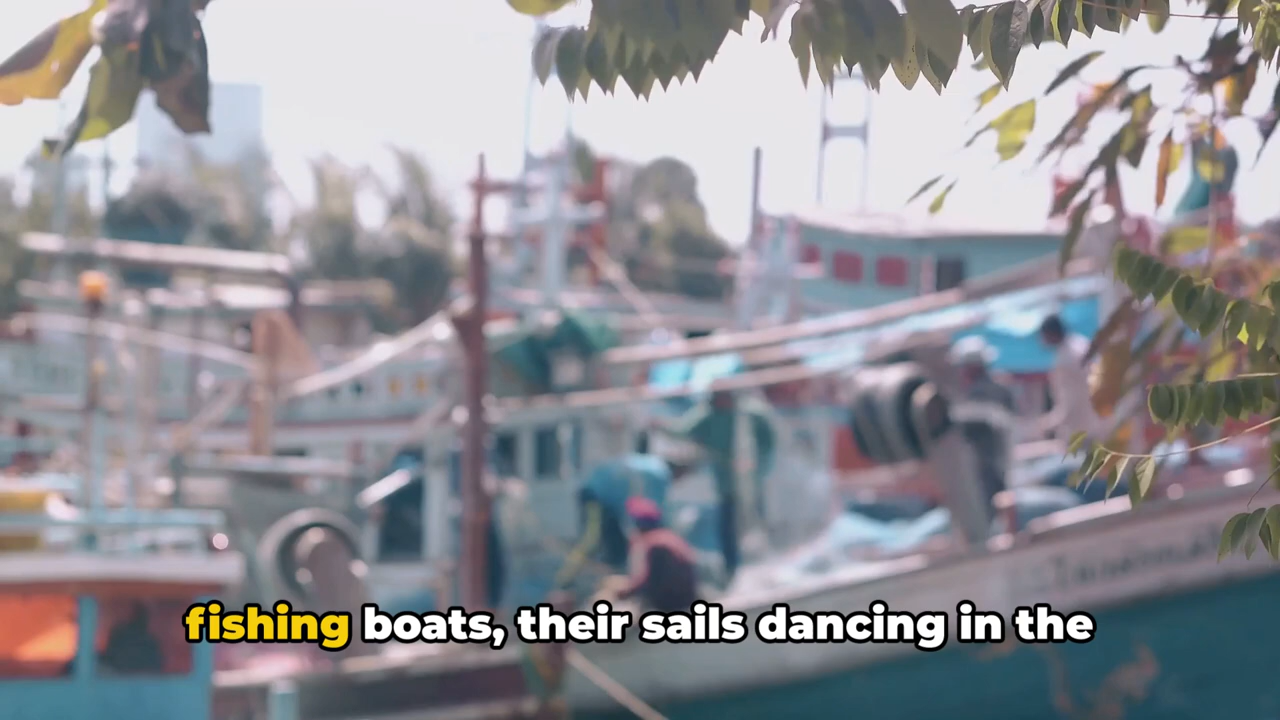 fishing boats, their sails dancing in the